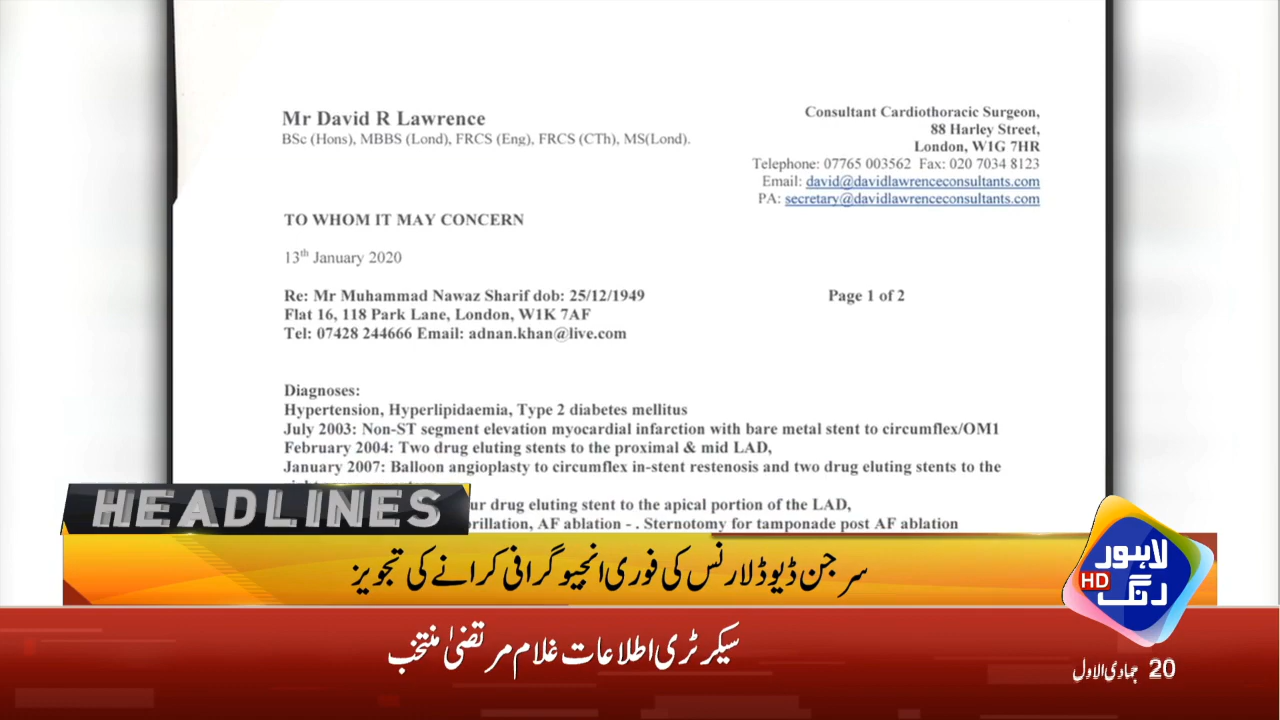 Mr David R Lawrence
BSc (Hons), MBBS (Lond), FRCS (Eng), FRCS (CTh), MS(Lond).
Consultant Cardiothoracic Surgeon,
88 Harley Street,
London, W1G 7HR
Telephone: 07765 003562 Fax: 020 7034 8123
Email: david@davidlawrenceconsultants.com
PA: secretary@davidlawrenceconsultants.com
TO WHOM IT MAY CONCERN
13th January 2020
Re: Mr Muhammad Nawaz Sharif dob: 25/12/1949 Page 1 of 2
Flat 16, 118 Park Lane, London, W1K 7AF
Tel: 07428 244666 Email: adnan.khan@live.com
Diagnoses:
Hypertension, Hyperlipidaemia, Type 2 diabetes mellitus
July 2003: Non-ST segment elevation myocardial infarction with bare metal stent to circumflex/OM1
February 2004: Two drug eluting stents to the proximal & mid LAD,
January 2007: Balloon angioplasty to circumflex in-stent restenosis and two drug eluting stents to the
ur drug eluting stent to the apical portion of the LAD,
brillation, AF ablation - . Sternotomy for tamponade post AF ablation
HEADLINES
سرجن ڈیوڈ لارنس کی فوری انجیو گرافی کرانے کی تجویز
لاہور
HD رنگ
سیکرٹری اطلاعات غلام مرتضیٰ منتخب
20 جمادی الاول